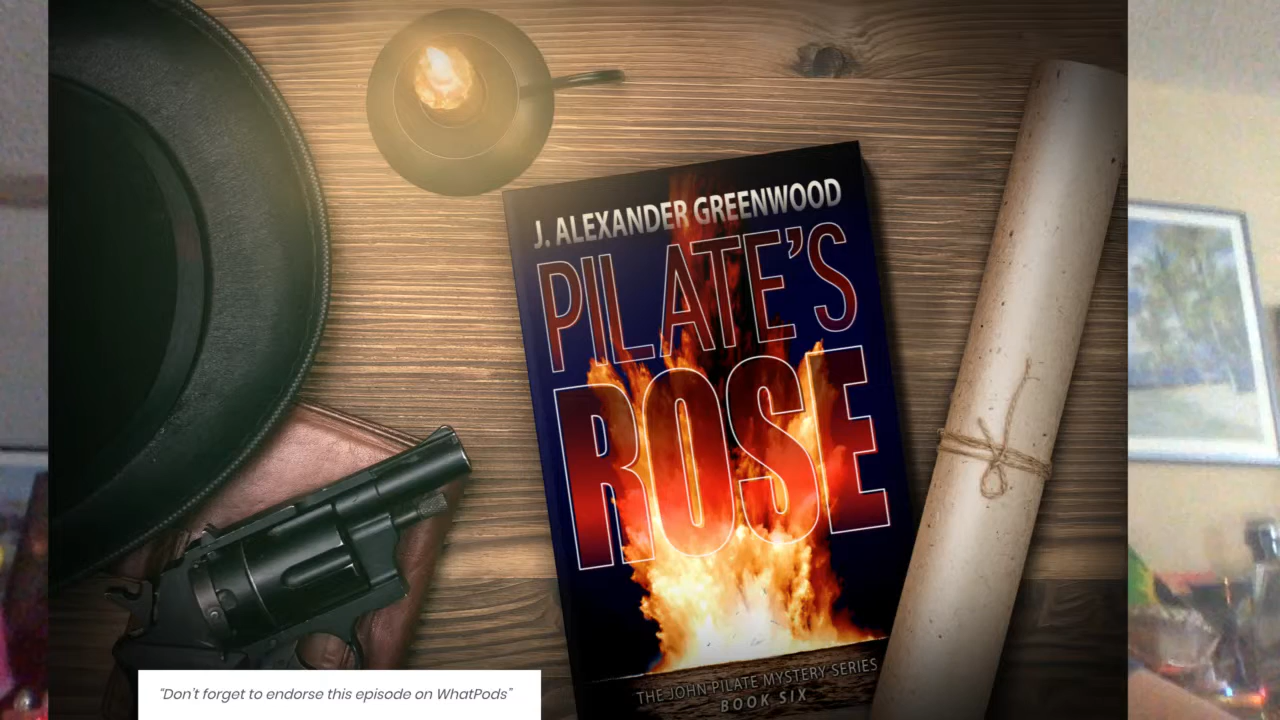 J. ALEXANDER GREENWOOD
PILATE'S
ROSE
THE JOHN PILATE MYSTERY SERIES
BOOK SIX
"Don't forget to endorse this episode on WhatPods"